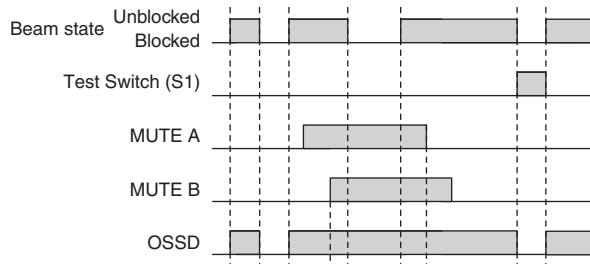 Beam state Unblocked
Blocked
Test Switch (S1)
MUTE A
MUTE B
OSSD